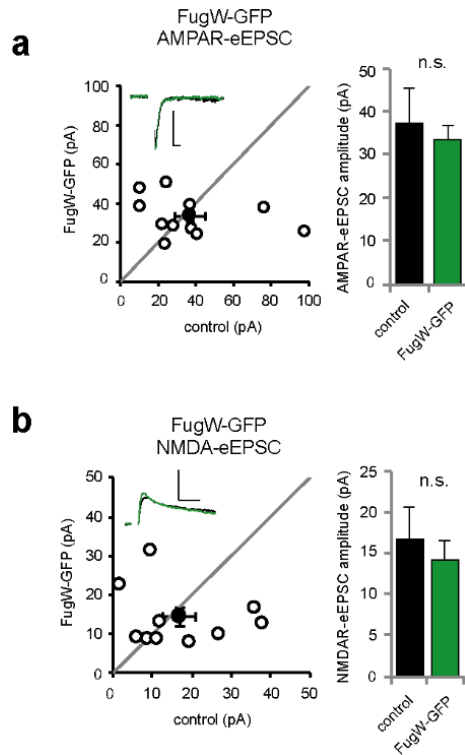 a
FugW-GFP
AMPAR-eEPSC
100
80
60
40
20
0
FugW-GFP (pA)
0 20 40 60 80 100
control (pA)
n.s.
50
40
30
20
10
0
AMPAR-eEPSC amplitude (pA)
control
FugW-GFP
b
FugW-GFP
NMDA-eEPSC
50
40
30
20
10
0
FugW-GFP (pA)
0 10 20 30 40 50
control (pA)
n.s.
25
20
15
10
5
0
NMDAR-eEPSC amplitude (pA)
control
FugW-GFP